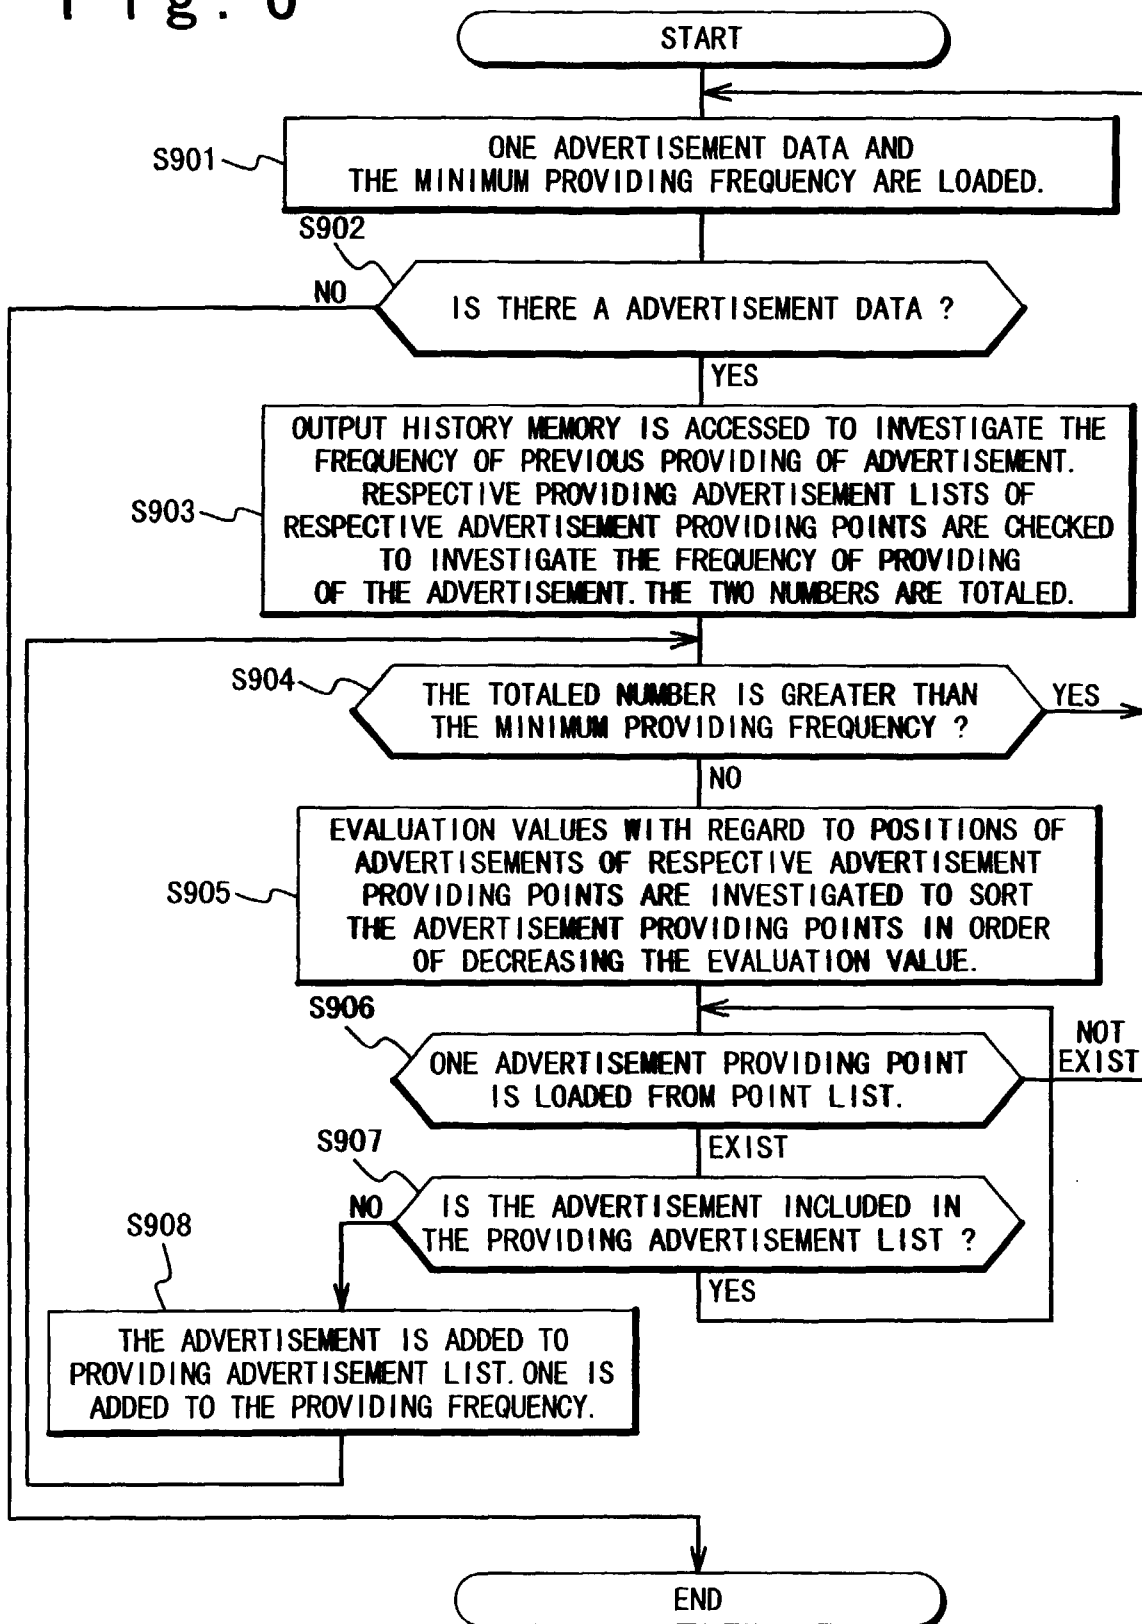 START
S901
ONE ADVERTISEMENT DATA AND
THE MINIMUM PROVIDING FREQUENCY ARE LOADED.
S902
NO
IS THERE A ADVERTISEMENT DATA ?
YES
S903
OUTPUT HISTORY MEMORY IS ACCESSED TO INVESTIGATE THE
FREQUENCY OF PREVIOUS PROVIDING OF ADVERTISEMENT.
RESPECTIVE PROVIDING ADVERTISEMENT LISTS OF
RESPECTIVE ADVERTISEMENT PROVIDING POINTS ARE CHECKED
TO INVESTIGATE THE FREQUENCY OF PROVIDING
OF THE ADVERTISEMENT. THE TWO NUMBERS ARE TOTALED.
S904
THE TOTALED NUMBER IS GREATER THAN
THE MINIMUM PROVIDING FREQUENCY ?
YES
NO
S905
EVALUATION VALUES WITH REGARD TO POSITIONS OF
ADVERTISEMENTS OF RESPECTIVE ADVERTISEMENT
PROVIDING POINTS ARE INVESTIGATED TO SORT
THE ADVERTISEMENT PROVIDING POINTS IN ORDER
OF DECREASING THE EVALUATION VALUE.
S906
ONE ADVERTISEMENT PROVIDING POINT
IS LOADED FROM POINT LIST.
NOT
EXIST
EXIST
S907
NO
IS THE ADVERTISEMENT INCLUDED IN
THE PROVIDING ADVERTISEMENT LIST ?
YES
S908
THE ADVERTISEMENT IS ADDED TO
PROVIDING ADVERTISEMENT LIST. ONE IS
ADDED TO THE PROVIDING FREQUENCY.
END